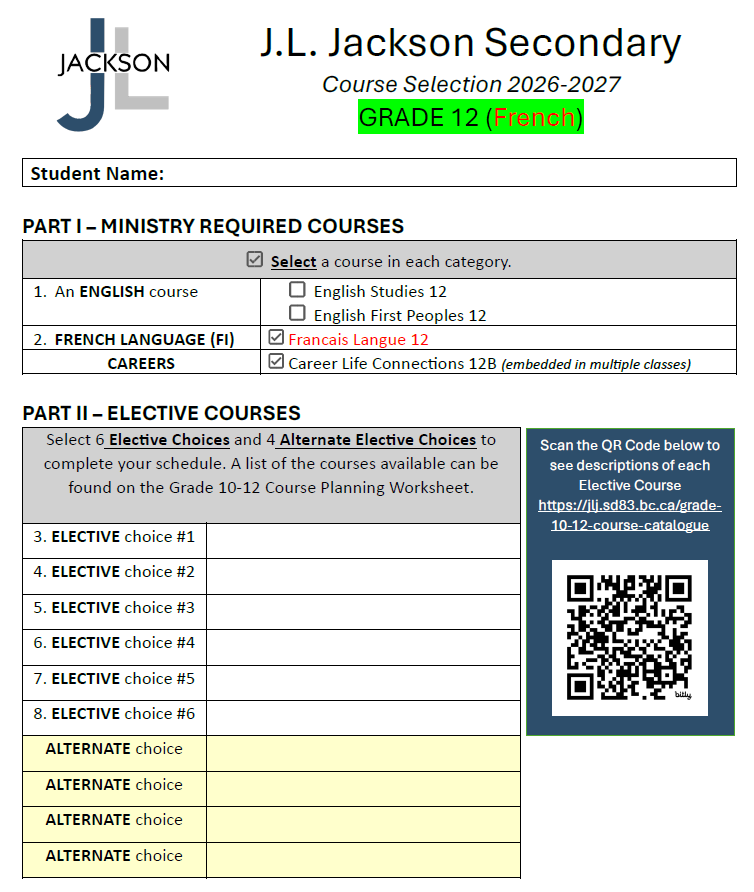 JACKSON
J.L. Jackson Secondary
Course Selection 2026-2027
GRADE 12 (French)
Student Name:
PART I – MINISTRY REQUIRED COURSES
Select a course in each category.
1. An ENGLISH course
English Studies 12
English First Peoples 12
2. FRENCH LANGUAGE (FI)
Francais Langue 12
CAREERS
Career Life Connections 12B (embedded in multiple classes)
PART II – ELECTIVE COURSES
Select 6 Elective Choices and 4 Alternate Elective Choices to
complete your schedule. A list of the courses available can be
found on the Grade 10-12 Course Planning Worksheet.
3. ELECTIVE choice #1
4. ELECTIVE choice #2
5. ELECTIVE choice #3
6. ELECTIVE choice #4
7. ELECTIVE choice #5
8. ELECTIVE choice #6
ALTERNATE choice
ALTERNATE choice
ALTERNATE choice
ALTERNATE choice
Scan the QR Code below to
see descriptions of each
Elective Course
https://jlj.sd83.bc.ca/grade-
10-12-course-catalogue
bitly